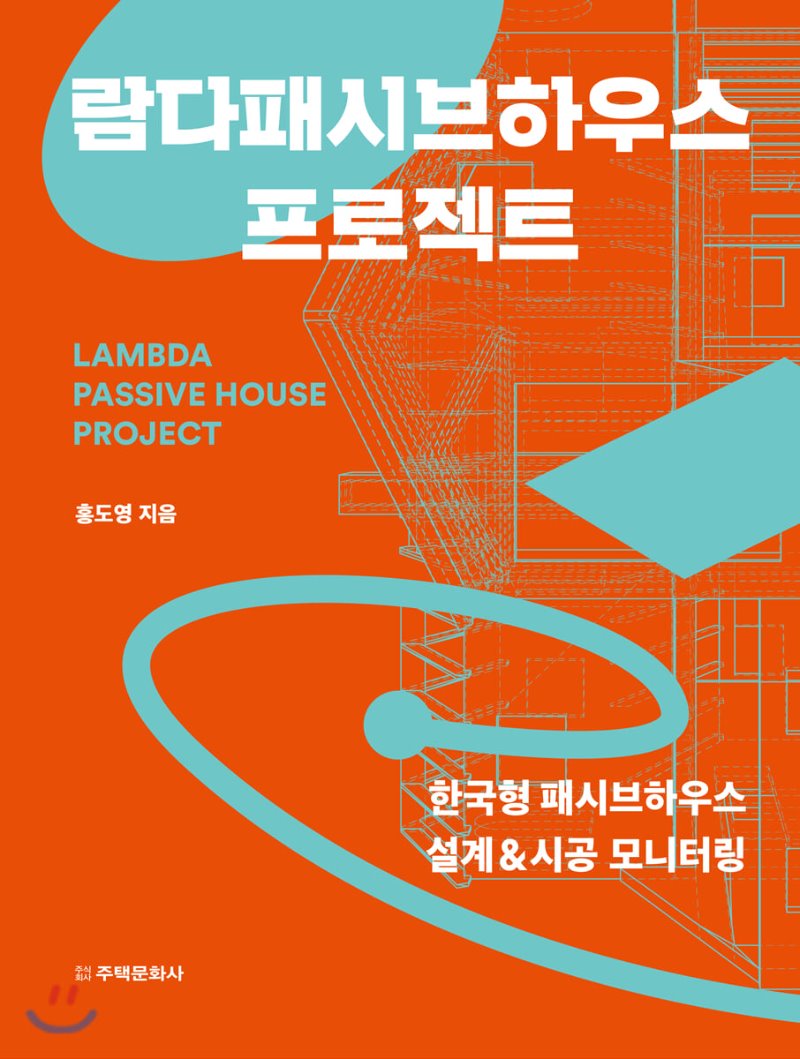 람다패시브하우스
프로젝트
LAMBDA
PASSIVE HOUSE
PROJECT
홍도영 지음
한국형 패시브하우스
설계&시공 모니터링
주식회사 주택문화사